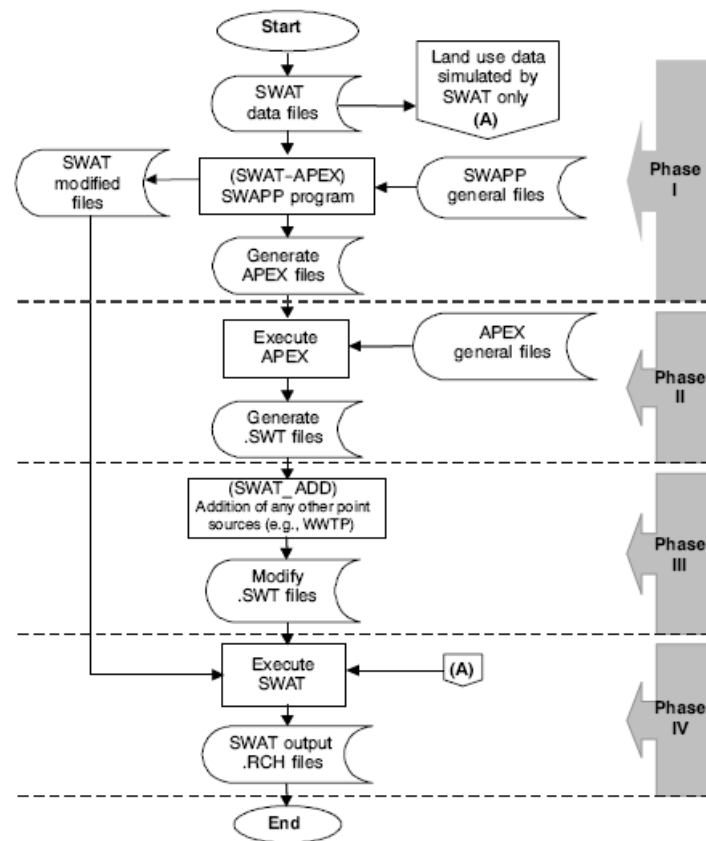 Start
SWAT
data files
Land use data
simulated by
SWAT only
(A)
SWAT
modified
files
(SWAT–APEX)
SWAPP program
SWAPP
general files
Phase
I
Generate
APEX files
Execute
APEX
APEX
general files
Phase
II
Generate
.SWT files
(SWAT_ADD)
Addition of any other point
sources (e.g., WWTP)
Phase
III
Modify
.SWT files
Execute
SWAT
(A)
Phase
IV
SWAT output
.RCH files
End